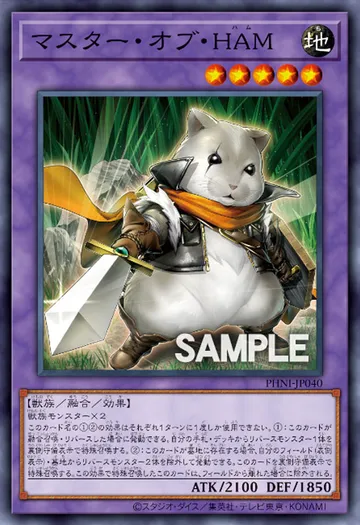 マスター・オブ・HAM
ハム
地
SAMPLE
PHNI-JP040
【獣族／融合／効果】
獣族モンスター×2
このカード名の①②の効果はそれぞれ1ターンに1度しか使用できない。①：このカードが
融合召喚・リバースした場合に発動できる。自分の手札・デッキからリバースモンスター1体を
裏側守備表示で特殊召喚する。②：このカードが墓地に存在する場合、自分のフィールド（表側
表示）・墓地からリバースモンスター2体を除外して発動できる。このカードを裏側守備表示で
特殊召喚する。この効果で特殊召喚したこのカードは、フィールドから離れた場合に除外される。
ATK/2100 DEF/1850
©スタジオ・ダイス／集英社・テレビ東京・KONAMI